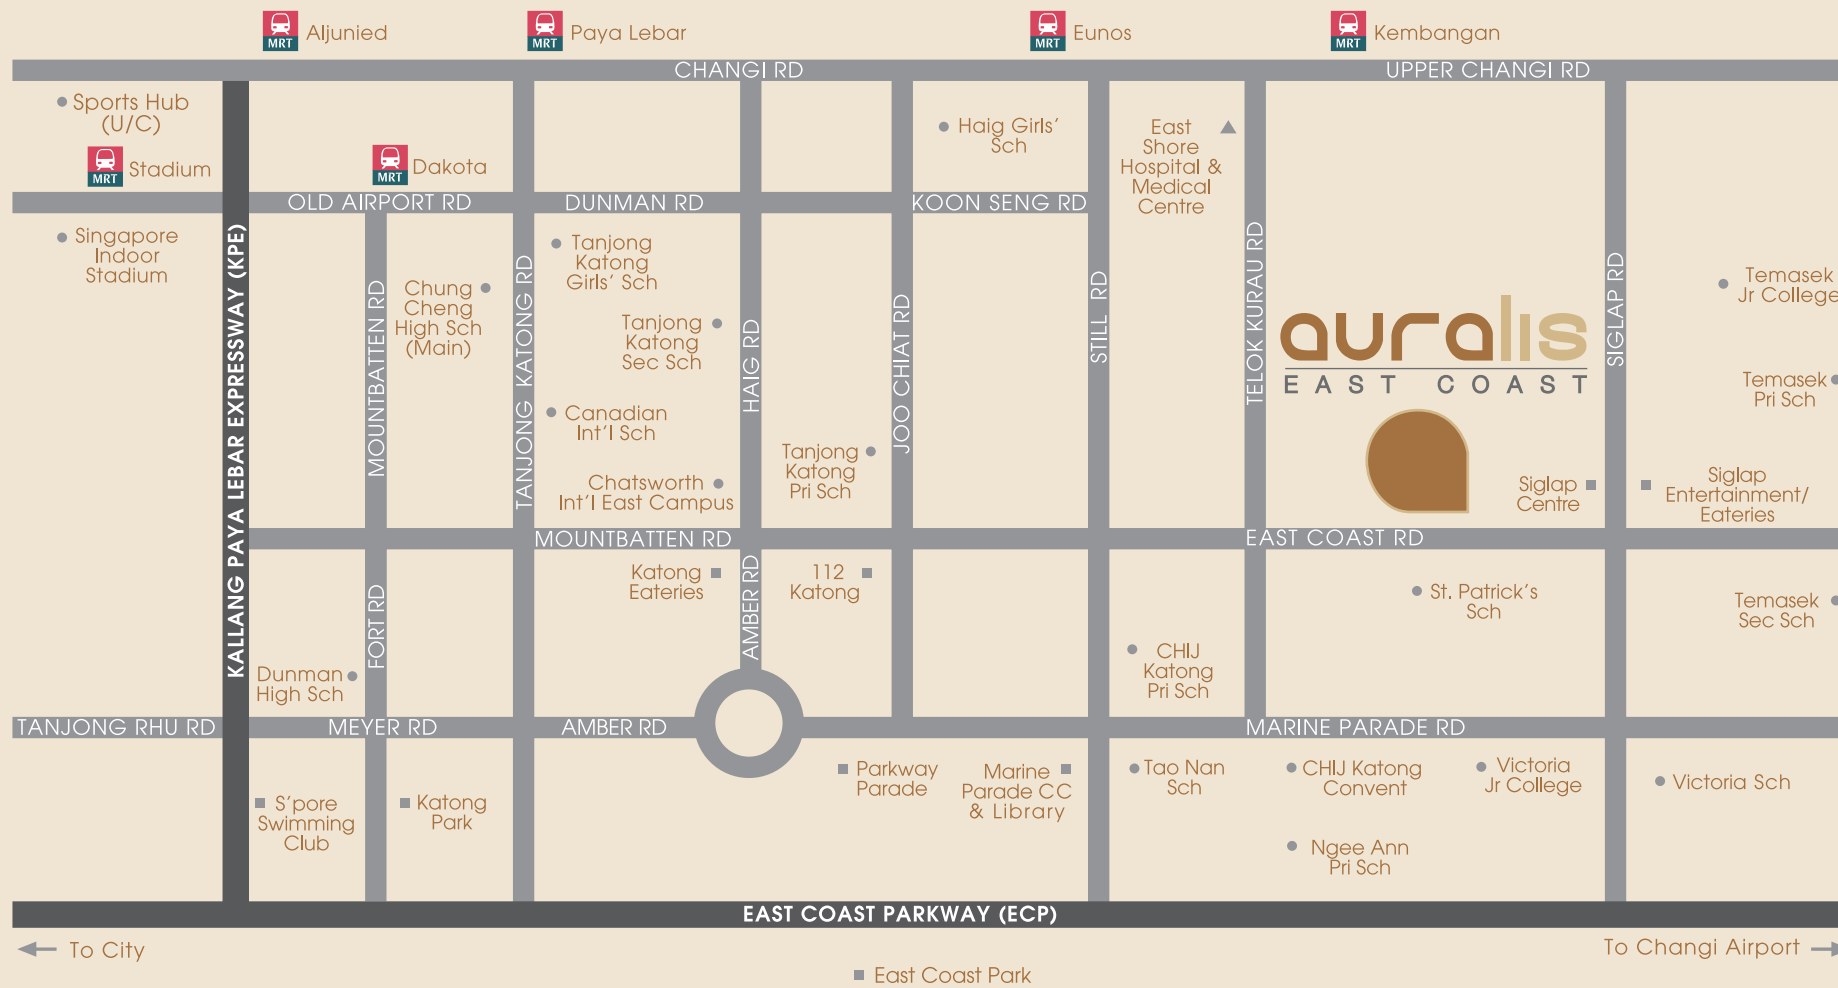 MRT Aljunied
MRT Paya Lebar
MRT Eunos
MRT Kembangan
CHANGI RD
UPPER CHANGI RD
Sports Hub
(U/C)
MRT Stadium
MRT Dakota
Haig Girls'
Sch
East
Shore
Hospital &
Medical
Centre
OLD AIRPORT RD
DUNMAN RD
KOON SENG RD
Singapore
Indoor
Stadium
KALLANG PAYA LEBAR EXPRESSWAY (KPE)
MOUNTBATTEN RD
Chung
Cheng
High Sch
(Main)
TANJONG KATONG RD
Tanjong
Katong
Girls' Sch
Tanjong
Katong
Sec Sch
Canadian
Int'l Sch
Chatsworth
Int'l East Campus
HAIG RD
Tanjong
Katong
Pri Sch
JOO CHIAT RD
STILL RD
TELOK KURAU RD
auralis
EAST COAST
SIGLAP RD
Temasek
Jr College
Temasek
Pri Sch
Siglap
Centre
Siglap
Entertainment/
Eateries
MOUNTBATTEN RD
EAST COAST RD
Katong
Eateries
AMBER RD
112
Katong
FORT RD
Dunman
High Sch
CHIJ
Katong
Pri Sch
St. Patrick's
Sch
Temasek
Sec Sch
TANJONG RHU RD
MEYER RD
AMBER RD
MARINE PARADE RD
S'pore
Swimming
Club
Katong
Park
Parkway
Parade
Marine
Parade CC
& Library
Tao Nan
Sch
CHIJ Katong
Convent
Victoria
Jr College
Victoria Sch
Ngee Ann
Pri Sch
EAST COAST PARKWAY (ECP)
To City
To Changi Airport
East Coast Park